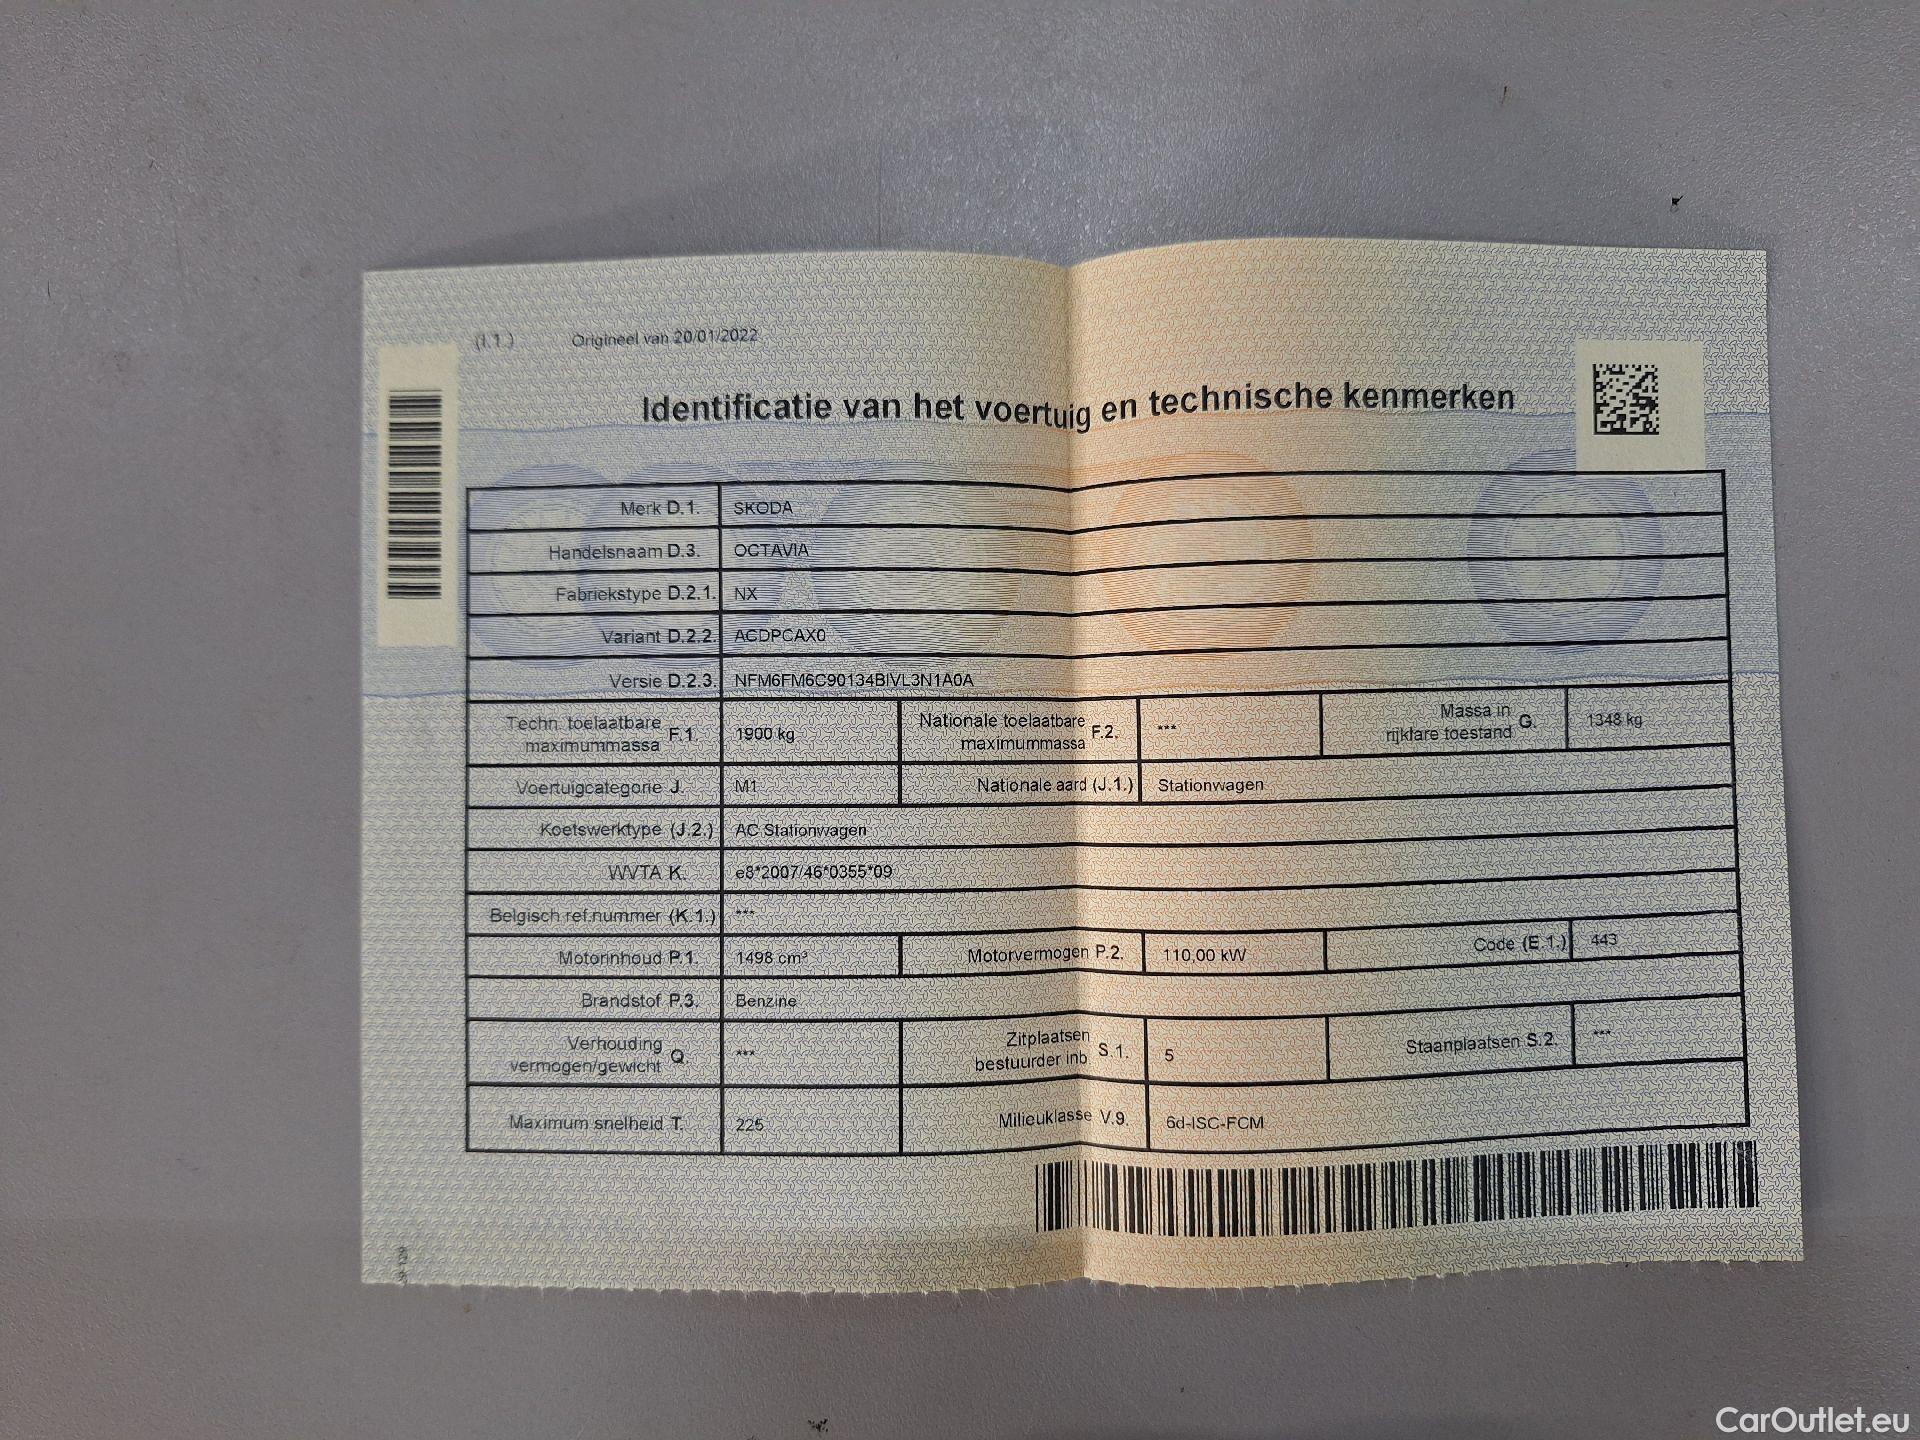 (I.1.) Origineel van 20/01/2022
Identificatie van het voertuig en technische kenmerken
Merk D.1. SKODA
Handelsnaam D.3. OCTAVIA
Fabriekstype D.2.1. NX
Variant D.2.2. ACDPCAX0
Versie D.2.3. NFM6FM6C90134BIVL3N1A0A
Techn. toelaatbare maximummassa F.1. 1900 kg Nationale toelaatbare maximummassa F.2. *** Massa in rijklare toestand G. 1348 kg
Voertuigcategorie J. M1 Nationale aard (J.1.) Stationwagen
Koetswerktype (J.2.) AC Stationwagen
WVTA K. e8*2007/46*0355*09
Belgisch ref.nummer (K.1.) ***
Motorinhoud P.1. 1498 cm³ Motorvermogen P.2. 110,00 kW Code (E.1.) 443
Brandstof P.3. Benzine
Verhouding vermogen/gewicht Q. *** Zitplaatsen bestuurder inb. S.1. 5 Staanplaatsen S.2. ***
Maximum snelheid T. 225 Milieuklasse V.9. 6d-ISC-FCM
CarOutlet.eu